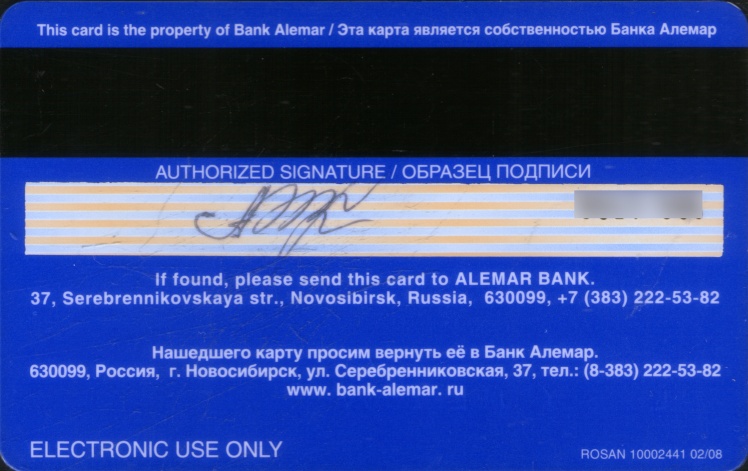 This card is the property of Bank Alemar / Эта карта является собственностью Банка Алемар
AUTHORIZED SIGNATURE / ОБРАЗЕЦ ПОДПИСИ
If found, please send this card to ALEMAR BANK.
37, Serebrennikovskaya str., Novosibirsk, Russia, 630099, +7 (383) 222-53-82
Нашедшего карту просим вернуть её в Банк Алемар.
630099, Россия, г. Новосибирск, ул. Серебренниковская, 37, тел.: (8-383) 222-53-82
www. bank-alemar. ru
ELECTRONIC USE ONLY
ROSAN 10002441 02/08